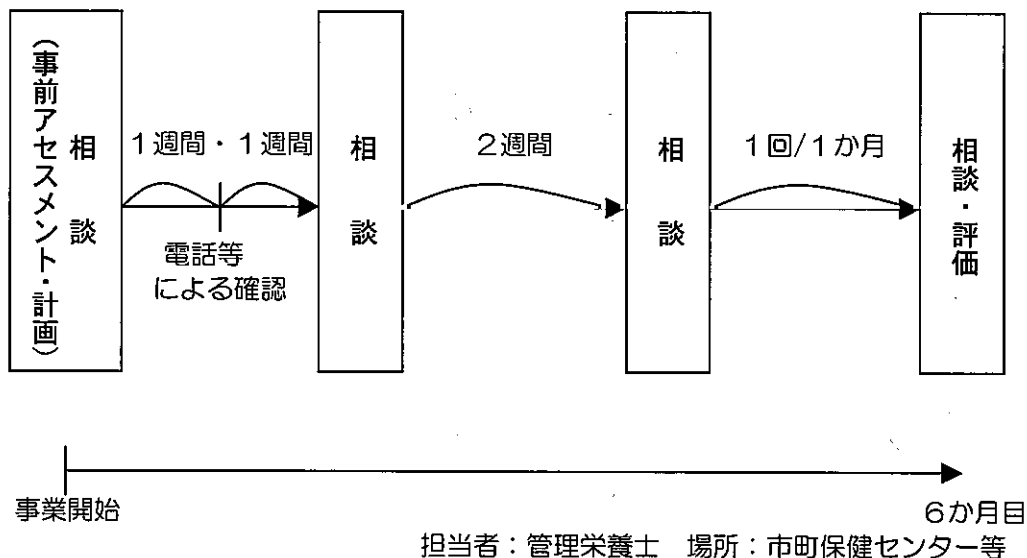 相談
（事前アセスメント・計画）
1週間・1週間
電話等
による確認
相談
2週間
相談
1回/1か月
相談・評価
事業開始
6か月目
担当者：管理栄養士　場所：市町保健センター等